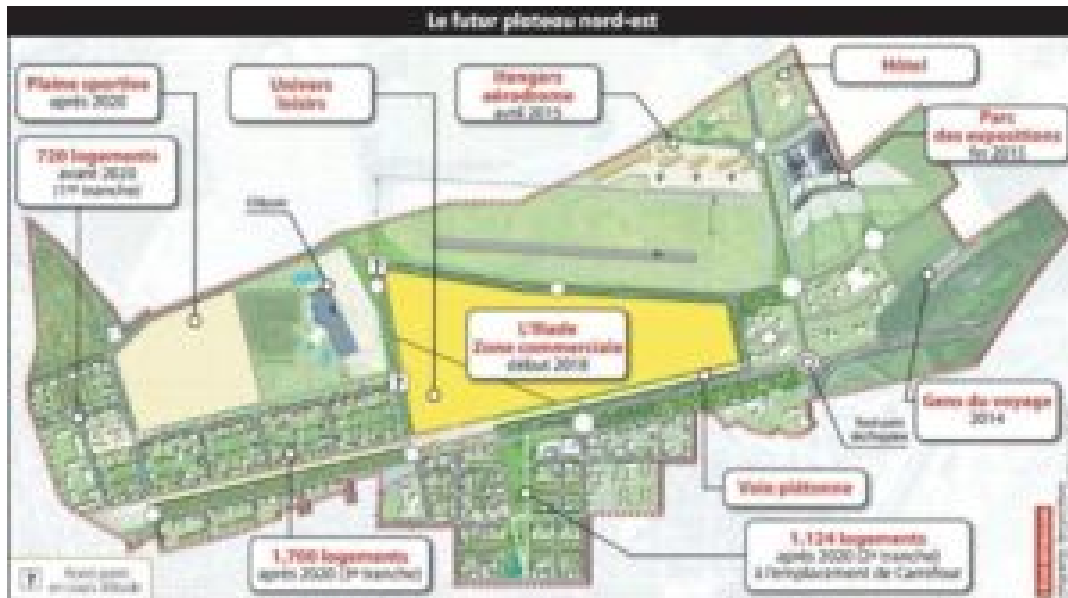 Le futur plateau nord-est
Plaine sportive
après 2020
Univers
loisirs
Hangars
aérodrome
avril 2015
Hôtel
Parc
des expositions
fin 2015
720 logements
avant 2020
(1re tranche)
L'Iliade
Zone commerciale
début 2018
Gens du voyage
2014
Voie piétonne
1.700 logements
après 2020 (3e tranche)
1.124 logements
après 2020 (2e tranche)
à l'emplacement de Carrefour
?
?
?